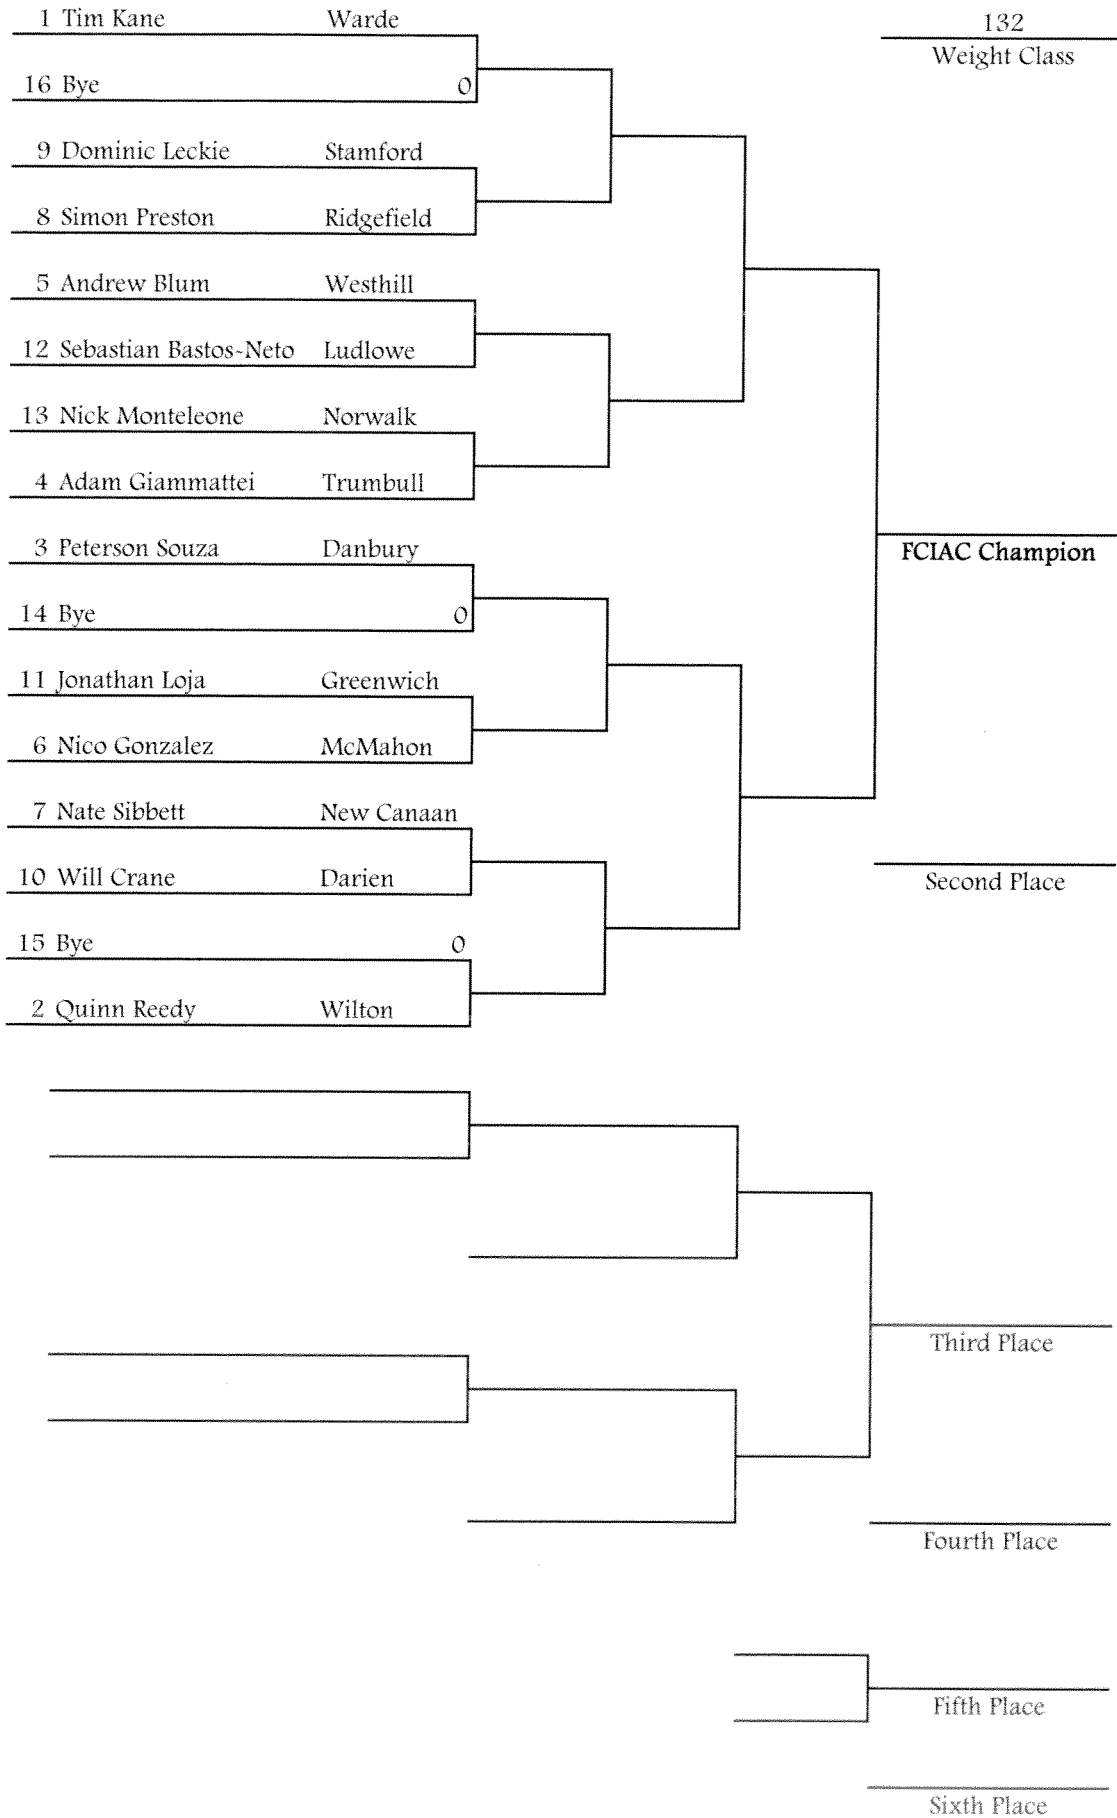 1 Tim Kane Warde
132
Weight Class
16 Bye 0
9 Dominic Leckie Stamford
8 Simon Preston Ridgefield
5 Andrew Blum Westhill
12 Sebastian Bastos-Neto Ludlowe
13 Nick Monteleone Norwalk
4 Adam Giammattei Trumbull
3 Peterson Souza Danbury
FCIAC Champion
14 Bye 0
11 Jonathan Loja Greenwich
6 Nico Gonzalez McMahon
7 Nate Sibbett New Canaan
10 Will Crane Darien
Second Place
15 Bye 0
2 Quinn Reedy Wilton
Third Place
Fourth Place
Fifth Place
Sixth Place